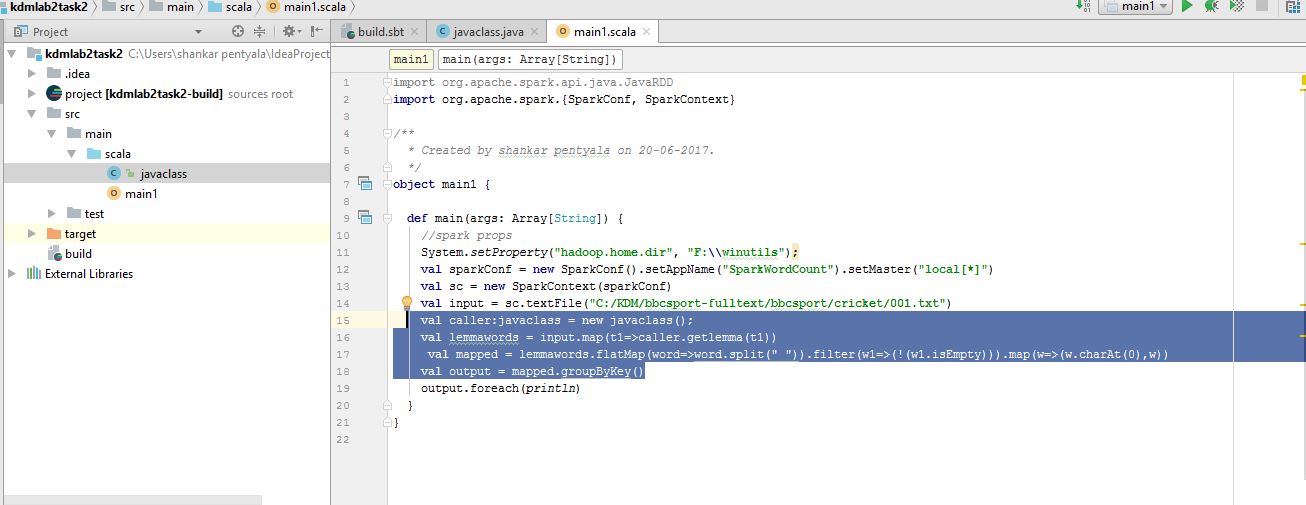 kdmlab2task2 src main scala main1.scala main1
Project build.sbt javaclass.java main1.scala
kdmlab2task2 C:\Users\shankar pentyala\IdeaProject
.idea
project [kdmlab2task2-build] sources root
src
main
scala
javaclass
main1
test
target
build
External Libraries
main1 main(args: Array[String])
1 import org.apache.spark.api.java.JavaRDD
2 import org.apache.spark.{SparkConf, SparkContext}
3
4 /**
5 * Created by shankar pentyala on 20-06-2017.
6 */
7 object main1 {
8
9 def main(args: Array[String]) {
10 //spark props
11 System.setProperty("hadoop.home.dir", "F:\\winutils");
12 val sparkConf = new SparkConf().setAppName("SparkWordCount").setMaster("local[*]")
13 val sc = new SparkContext(sparkConf)
14 val input = sc.textFile("C:/KDM/bbcsport-fulltext/bbcsport/cricket/001.txt")
15 val caller:javaclass = new javaclass();
16 val lemmawords = input.map(t1=>caller.getlemma(t1))
17 val mapped = lemmawords.flatMap(word=>word.split(" ")).filter(w1=>(!(w1.isEmpty))).map(w=>(w.charAt(0),w))
18 val output = mapped.groupByKey()
19 output.foreach(println)
20 }
21 }
22